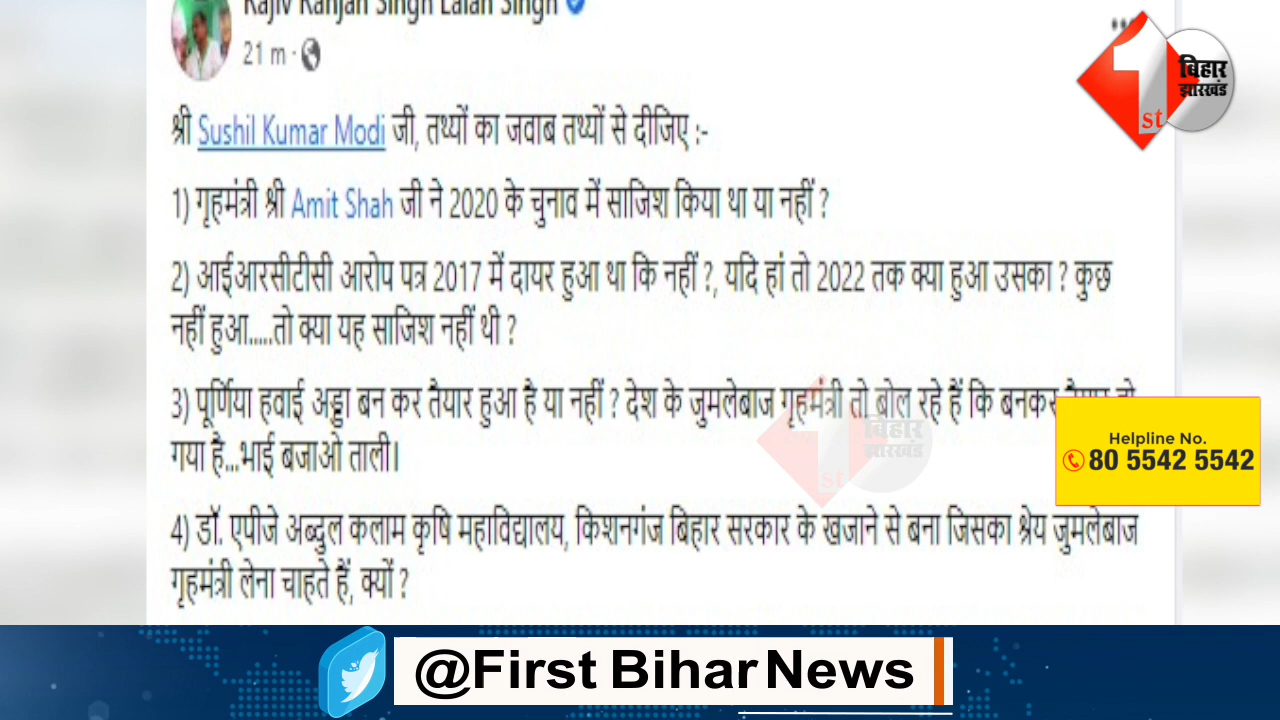 Rajiv Ranjan Singh Lalan Singh
21 m ·
1st बिहार झारखंड
श्री Sushil Kumar Modi जी, तथ्यों का जवाब तथ्यों से दीजिए :-
1) गृहमंत्री श्री Amit Shah जी ने 2020 के चुनाव में साजिश किया था या नहीं ?
2) आईआरसीटीसी आरोप पत्र 2017 में दायर हुआ था कि नहीं ?, यदि हां तो 2022 तक क्या हुआ उसका ? कुछ
नहीं हुआ.....तो क्या यह साजिश नहीं थी ?
3) पूर्णिया हवाई अड्डा बन कर तैयार हुआ है या नहीं ? देश के जुमलेबाज गृहमंत्री तो बोल रहे हैं कि बनकर
गया है...भाई बजाओ ताली।
1st बिहार झारखंड
Helpline No.
80 5542 5542
4) डॉ. एपीजे अब्दुल कलाम कृषि महाविद्यालय, किशनगंज बिहार सरकार के खजाने से बना जिसका श्रेय जुमलेबाज
गृहमंत्री लेना चाहते हैं, क्यों ?
@First Bihar News